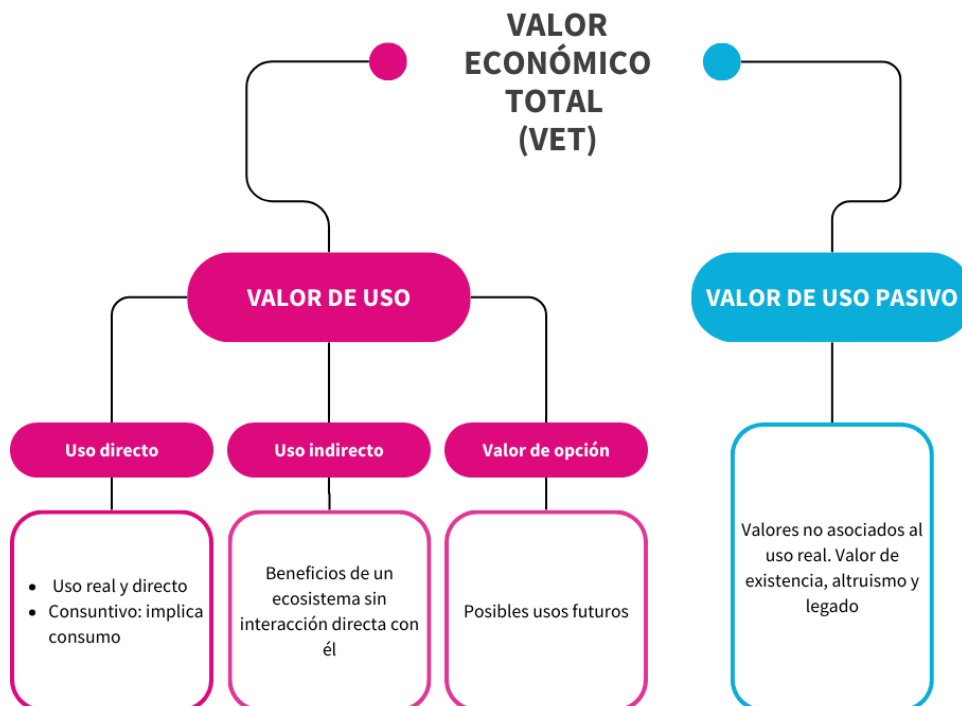 VALOR
ECONÓMICO
TOTAL
(VET)
VALOR DE USO
VALOR DE USO PASIVO
Uso directo
Uso indirecto
Valor de opción
• Uso real y directo
• Consuntivo: implica
consumo
Beneficios de un
ecosistema sin
interacción directa con
él
Posibles usos futuros
Valores no asociados al
uso real. Valor de
existencia, altruismo y
legado